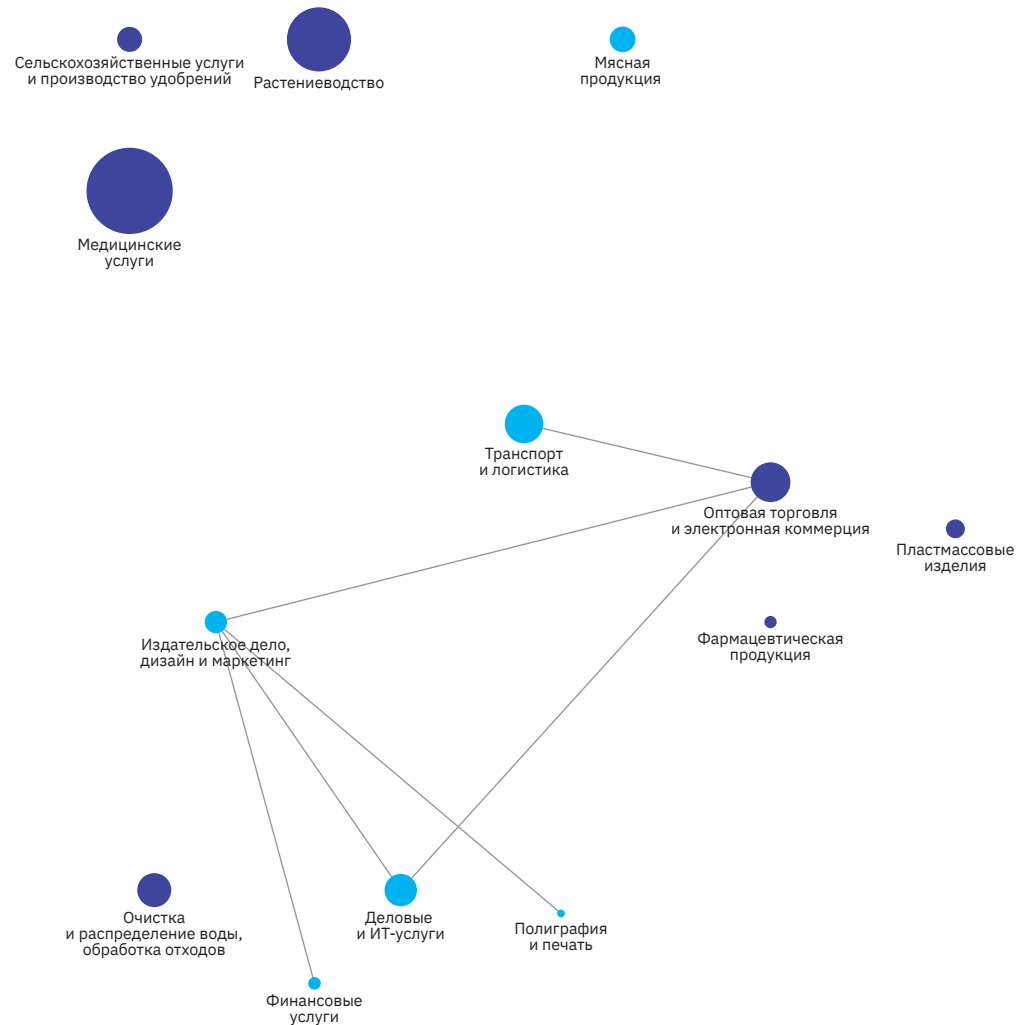 Сельскохозяйственные услуги
и производство удобрений
Растениеводство
Мясная
продукция
Медицинские
услуги
Транспорт
и логистика
Оптовая торговля
и электронная коммерция
Пластмассовые
изделия
Издательское дело,
дизайн и маркетинг
Фармацевтическая
продукция
Очистка
и распределение воды,
обработка отходов
Деловые
и ИТ-услуги
Полиграфия
и печать
Финансовые
услуги